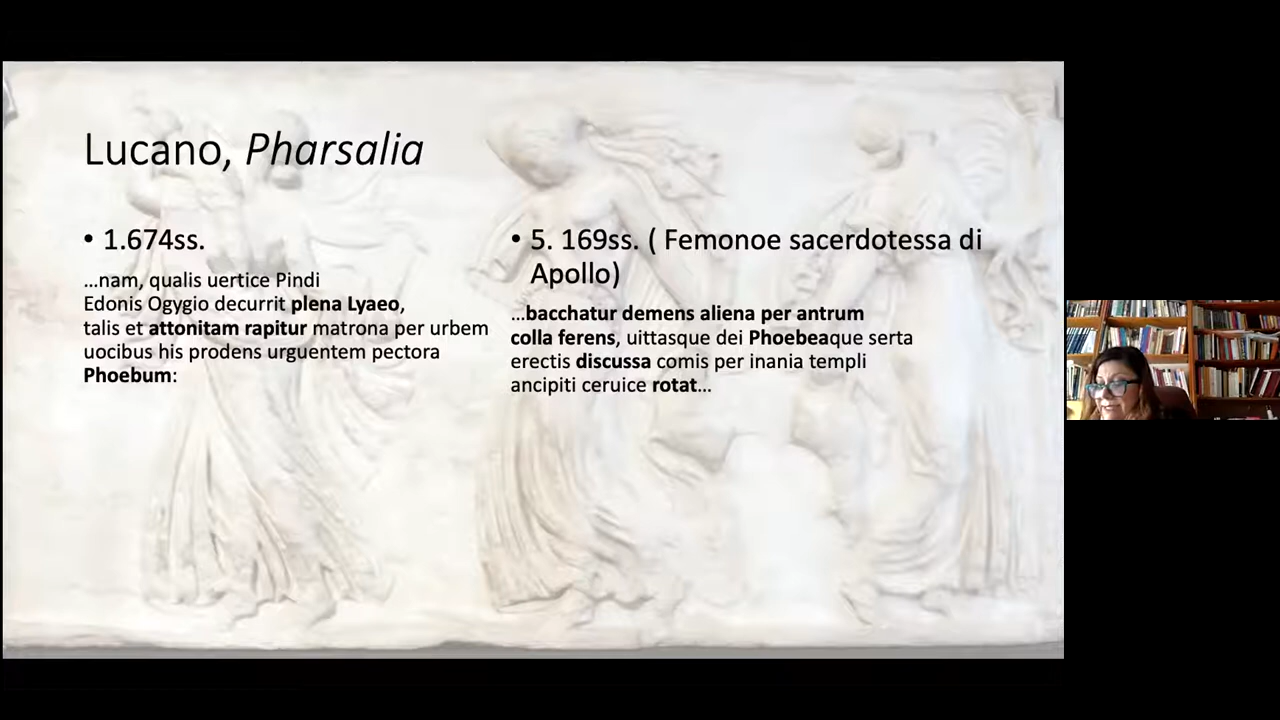 Lucano, Pharsalia
• 1.674ss.
...nam, qualis uertice Pindi
Edonis Ogygio decurrit plena Lyaeo,
talis et attonitam rapitur matrona per urbem
uocibus his prodens urguentem pectora
Phoebum:
• 5. 169ss. ( Femonoe sacerdotessa di
Apollo)
...bacchatur demens aliena per antrum
colla ferens, uittasque dei Phoebeaque serta
erectis discussa comis per inania templi
ancipiti ceruice rotat...